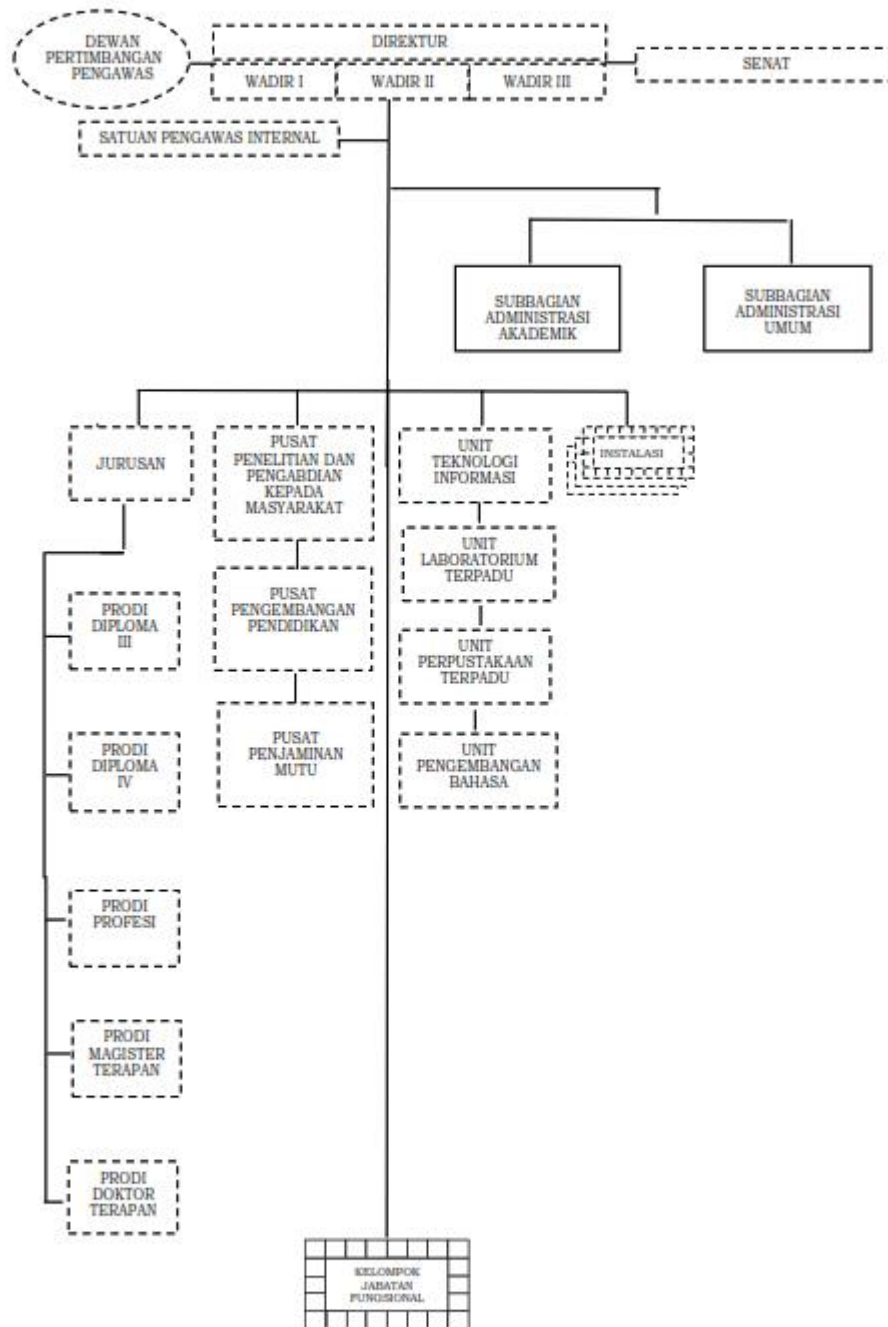 DEWAN
PERTIMBANGAN
PENGAWAS
DIREKTUR
WADIR I
WADIR II
WADIR III
SENAT
SATUAN PENGAWAS INTERNAL
SUBBAGIAN
ADMINISTRASI
AKADEMIK
SUBBAGIAN
ADMINISTRASI
UMUM
JURUSAN
PUSAT
PENELITIAN DAN
PENGABDIAN
KEPADA
MASYARAKAT
UNIT
TEKNOLOGI
INFORMASI
INSTALASI
UNIT
LABORATORIUM
TERPADU
PRODI
DIPLOMA
III
PUSAT
PENGEMBANGAN
PENDIDIKAN
UNIT
PERPUSTAKAAN
TERPADU
PRODI
DIPLOMA
IV
PUSAT
PENJAMINAN
MUTU
UNIT
PENGEMBANGAN
BAHASA
PRODI
PROFESI
PRODI
MAGISTER
TERAPAN
PRODI
DOKTOR
TERAPAN
KELOMPOK
JABATAN
FUNGSIONAL